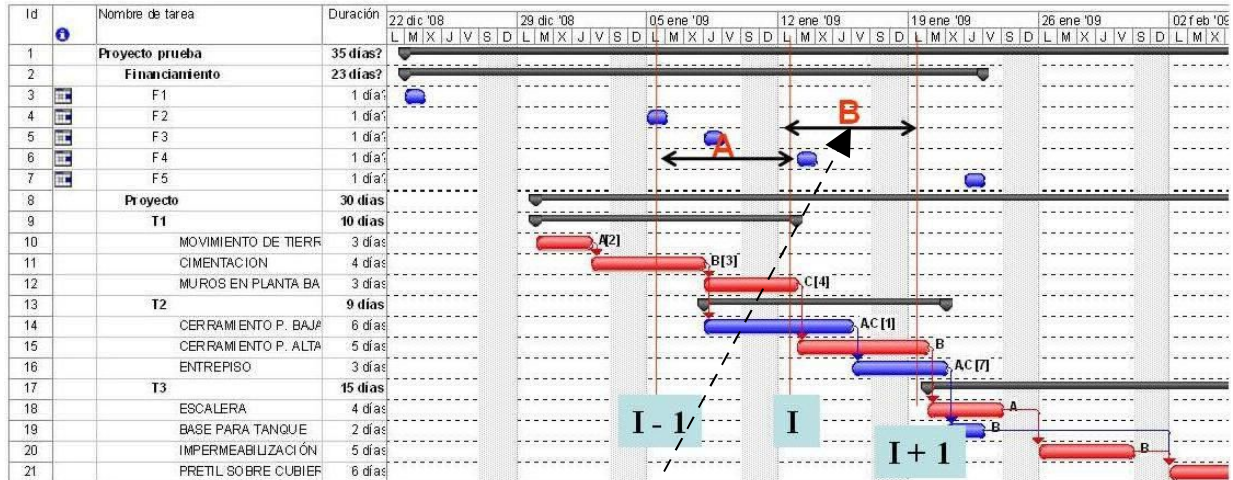 Id Nombre de tarea Duración 22 dic '08 29 dic '08 05 ene '09 12 ene '09 19 ene '09 26 ene '09 02 feb '09
L M X J V S D L M X J V S D L M X J V S D L M X J V S D L M X J V S D L M X J V S D L M X
1 Proyecto prueba 35 días?
2 Financiamiento 23 días?
3 F1 1 día?
4 F2 1 día?
B
5 F3 1 día?
A
6 F4 1 día?
7 F5 1 día?
8 Proyecto 30 días
9 T1 10 días
10 MOVIMIENTO DE TIERR 3 días A[2]
11 CIMENTACION 4 días B[3]
12 MUROS EN PLANTA BA 3 días C[4]
13 T2 9 días
14 CERRAMIENTO P. BAJA 6 días A,C [1]
15 CERRAMIENTO P. ALTA 5 días B
16 ENTREPISO 3 días A,C [7]
17 T3 15 días
18 ESCALERA 4 días A
I - 1 I
19 BASE PARA TANQUE 2 días B
I + 1
20 IMPERMEABILIZACIÓN 5 días B
21 PRETIL SOBRE CUBIER 6 días